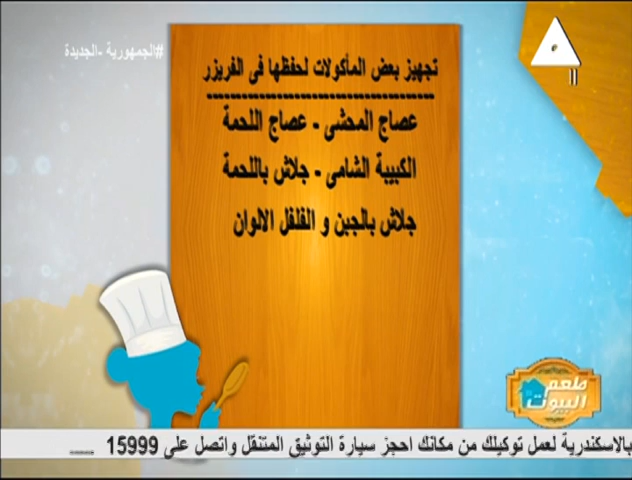 #الجمهورية -الجديدة
تجهيز بعض المأكولات لحفظها فى الفريزر
عصاج المحشى - عصاج اللحمة
الكبيبة الشامى - جلاش باللحمة
جلاش بالجبن و الفلفل الالوان
طعم
البيوت
بالاسكندرية لعمل توكيلك من مكانك احجز سيارة التوثيق المتنقل واتصل على 15999